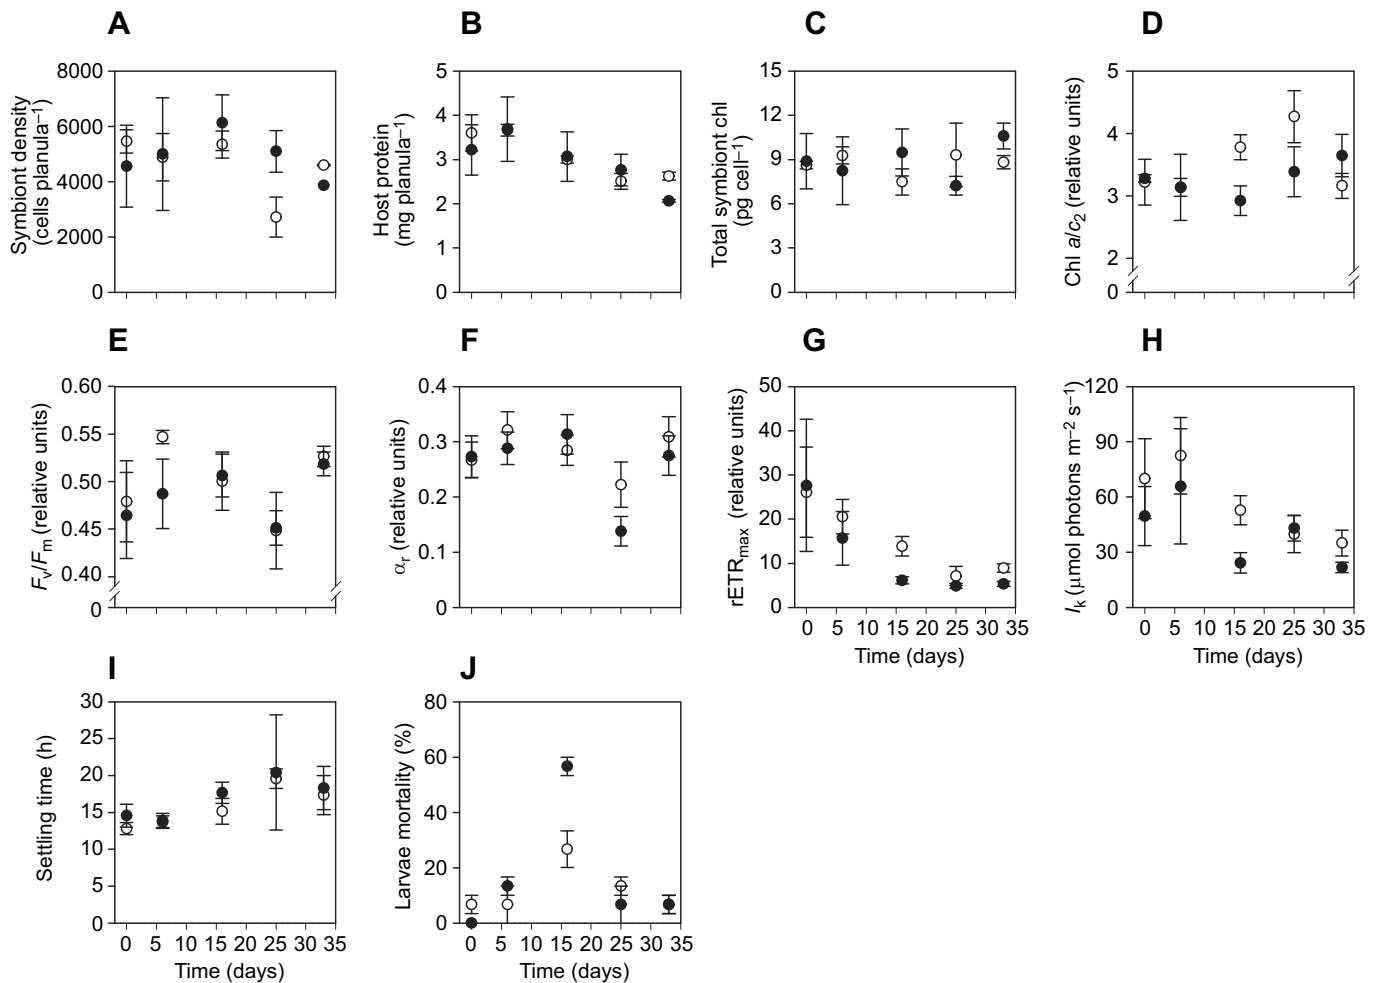 A B C D
Symbiont density
(cells planula–1)
8000
6000
4000
2000
0
Host protein
(mg planula–1)
5
4
3
2
1
0
Total symbiont chl
(pg cell–1)
15
12
9
6
3
0
Chl a/c2 (relative units)
5
4
3
2
0
E F G H
Fv/Fm (relative units)
0.60
0.55
0.50
0.45
0.40
0
αr (relative units)
0.4
0.3
0.2
0.1
0
rETRmax (relative units)
50
40
30
20
10
0
0 5 10 15 20 25 30 35
Time (days)
Ik (μmol photons m–2 s–1)
120
90
60
30
0
0 5 10 15 20 25 30 35
Time (days)
I J
Settling time (h)
30
25
20
15
10
5
0
0 5 10 15 20 25 30 35
Time (days)
Larvae mortality (%)
80
60
40
20
0
0 5 10 15 20 25 30 35
Time (days)